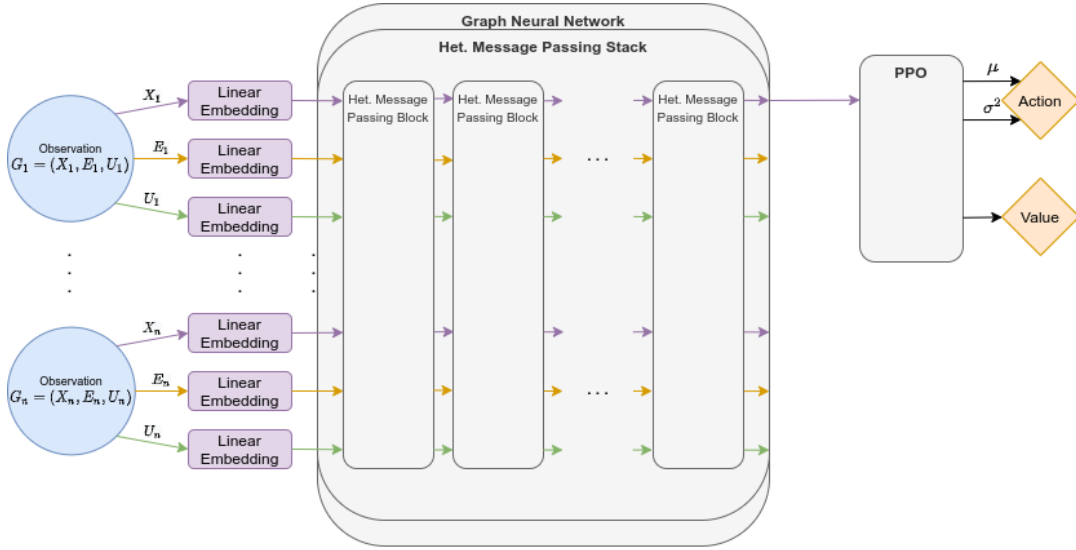 Graph Neural Network
Het. Message Passing Stack
PPO
μ
σ²
Action
Value
X₁
Linear
Embedding
Het. Message
Passing Block
Het. Message
Passing Block
Het. Message
Passing Block
Observation
G₁ = (X₁, E₁, U₁)
E₁
Linear
Embedding
. . .
U₁
Linear
Embedding
. . .
. . .
. . .
Xₙ
Linear
Embedding
Observation
Gₙ = (Xₙ, Eₙ, Uₙ)
Eₙ
Linear
Embedding
. . .
Uₙ
Linear
Embedding